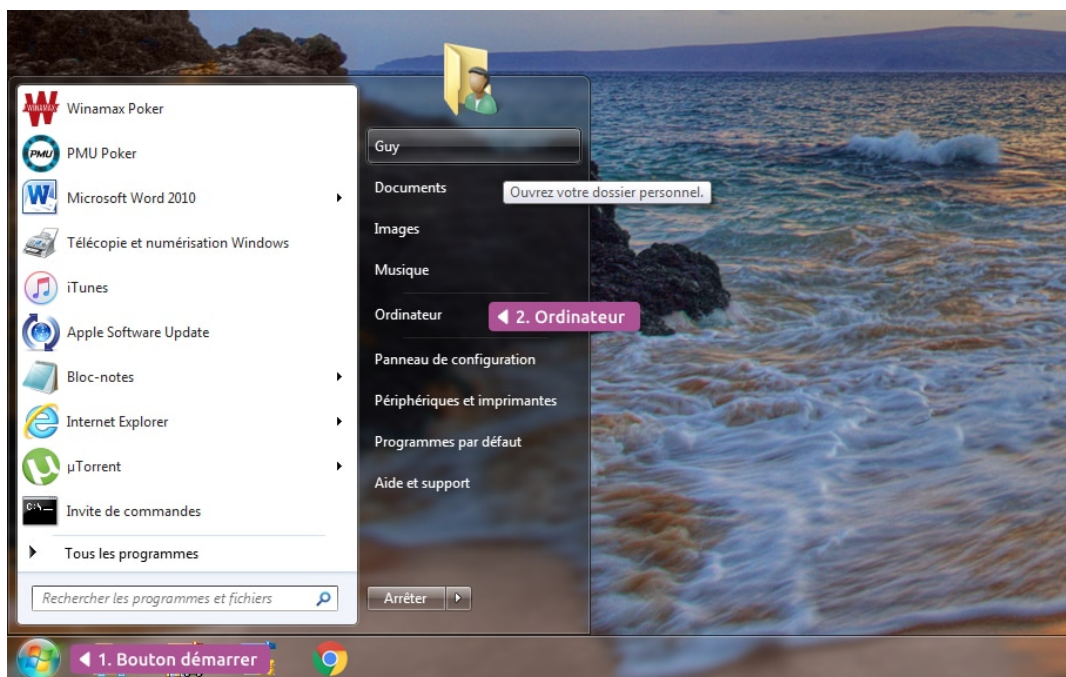 WINAMAX
Winamax Poker
PMU
PMU Poker
W
Microsoft Word 2010
Télécopie et numérisation Windows
iTunes
Apple Software Update
Bloc-notes
Internet Explorer
µTorrent
C:\
Invite de commandes
Tous les programmes
Rechercher les programmes et fichiers
Guy
Documents
Ouvrez votre dossier personnel.
Images
Musique
Ordinateur
2. Ordinateur
Panneau de configuration
Périphériques et imprimantes
Programmes par défaut
Aide et support
Arrêter
1. Bouton démarrer